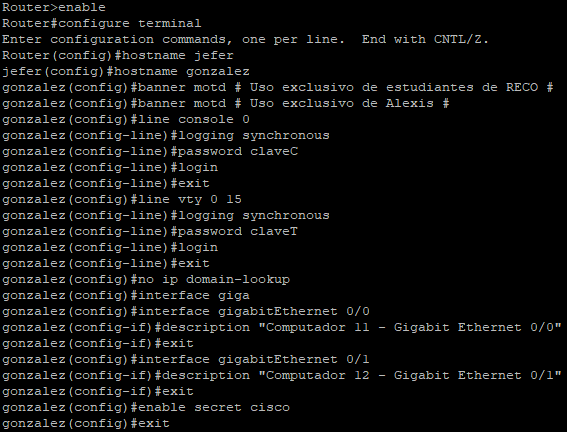 Router>enable
Router#configure terminal
Enter configuration commands, one per line.  End with CNTL/Z.
Router(config)#hostname jefer
jefer(config)#hostname gonzalez
gonzalez(config)#banner motd # Uso exclusivo de estudiantes de RECO #
gonzalez(config)#banner motd # Uso exclusivo de Alexis #
gonzalez(config)#line console 0
gonzalez(config-line)#logging synchronous
gonzalez(config-line)#password claveC
gonzalez(config-line)#login
gonzalez(config-line)#exit
gonzalez(config)#line vty 0 15
gonzalez(config-line)#logging synchronous
gonzalez(config-line)#password claveT
gonzalez(config-line)#login
gonzalez(config-line)#exit
gonzalez(config)#no ip domain-lookup
gonzalez(config)#interface giga
gonzalez(config)#interface gigabitEthernet 0/0
gonzalez(config-if)#description "Computador 11 - Gigabit Ethernet 0/0"
gonzalez(config-if)#exit
gonzalez(config)#interface gigabitEthernet 0/1
gonzalez(config-if)#description "Computador 12 - Gigabit Ethernet 0/1"
gonzalez(config-if)#exit
gonzalez(config)#enable secret cisco
gonzalez(config)#exit